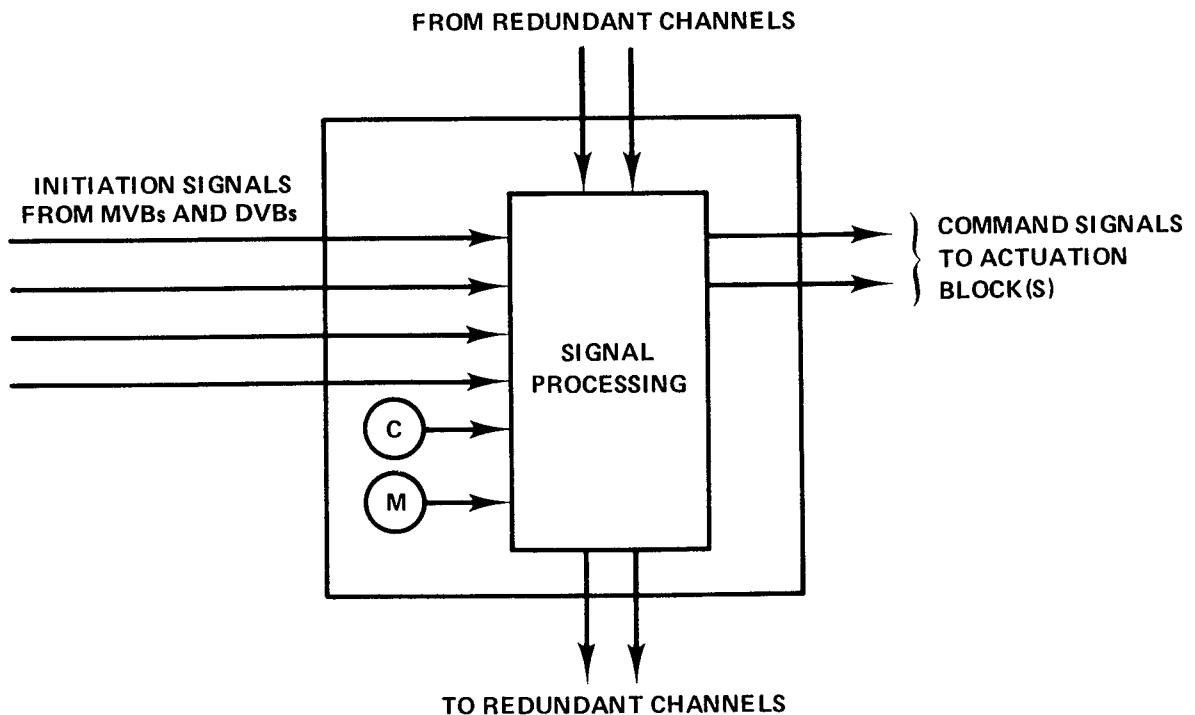 FROM REDUNDANT CHANNELS
INITIATION SIGNALS
FROM MVBs AND DVBs
COMMAND SIGNALS
TO ACTUATION
BLOCK(S)
SIGNAL
PROCESSING
C
M
TO REDUNDANT CHANNELS